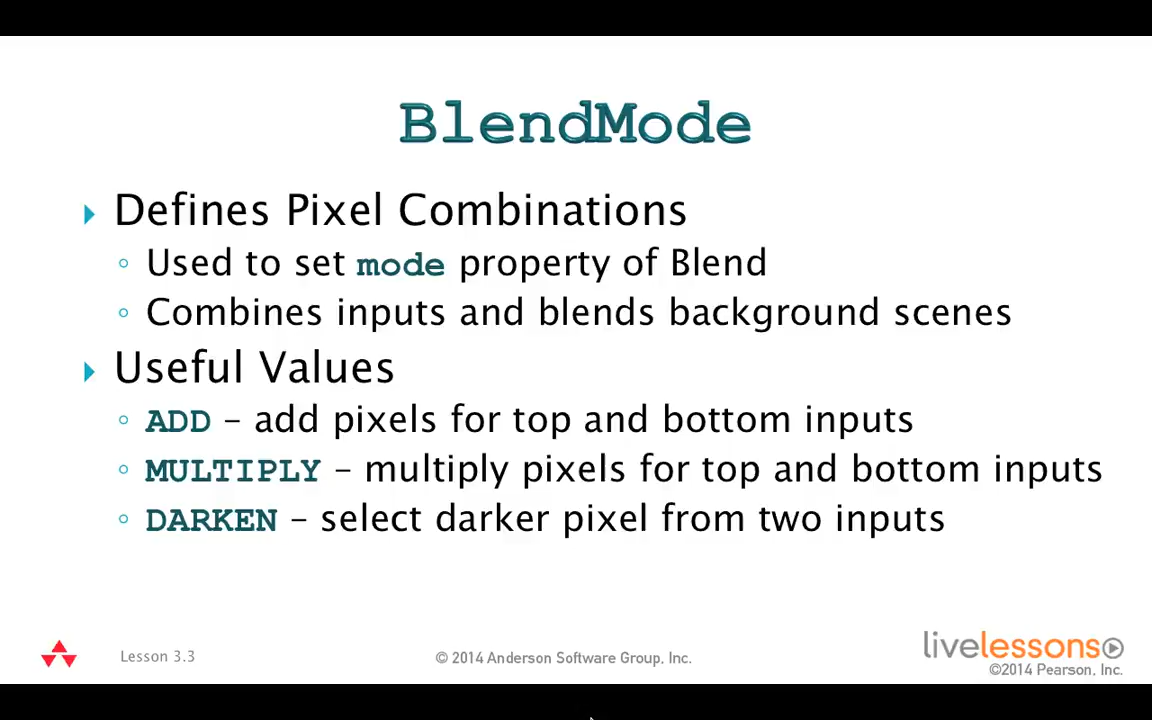 BlendMode
Defines Pixel Combinations
Used to set mode property of Blend
Combines inputs and blends background scenes
Useful Values
ADD – add pixels for top and bottom inputs
MULTIPLY – multiply pixels for top and bottom inputs
DARKEN – select darker pixel from two inputs
Lesson 3.3
© 2014 Anderson Software Group, Inc.
livelessons
©2014 Pearson, Inc.